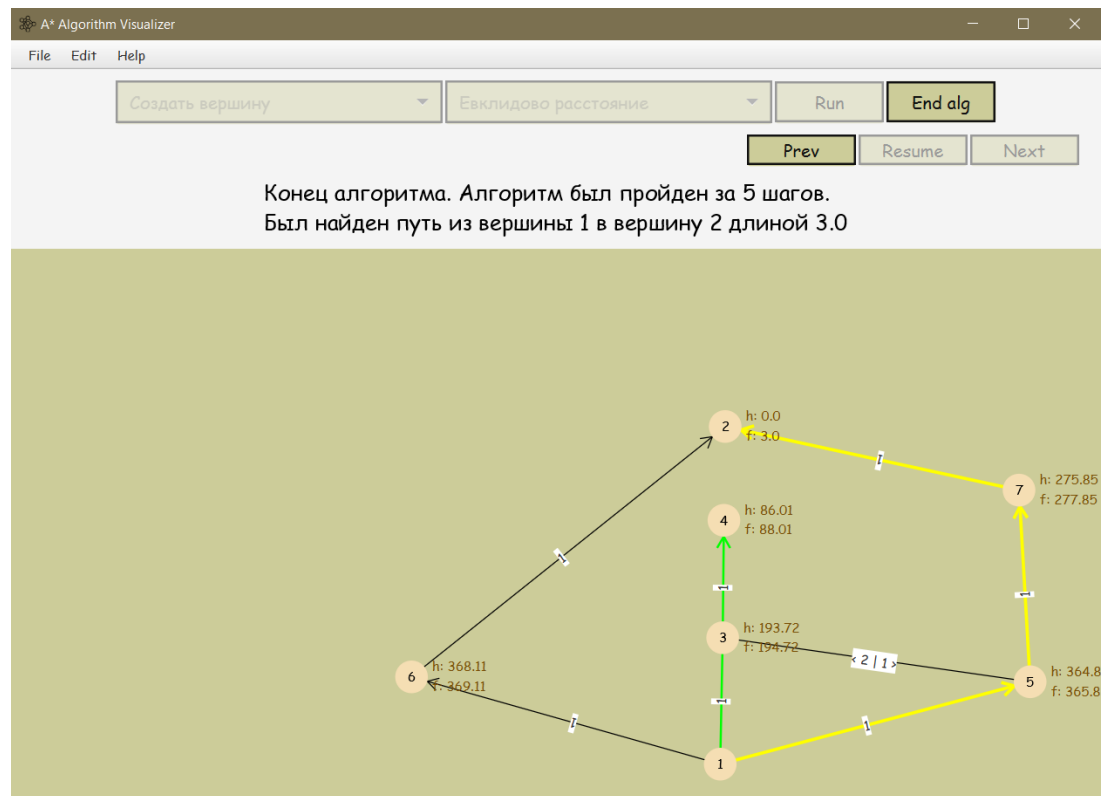 A* Algorithm Visualizer
File Edit Help
Создать вершину Евклидово расстояние Run End alg
Prev Resume Next
Конец алгоритма. Алгоритм был пройден за 5 шагов.
Был найден путь из вершины 1 в вершину 2 длиной 3.0
2 h: 0.0
f: 3.0
1
7 h: 275.85
f: 277.85
4 h: 86.01
f: 88.01
1
1
1
3 h: 193.72
f: 194.72
< 2 | 1 >
6 h: 368.11
f: 369.11
5 h: 364.8
f: 365.8
1
1
1
1